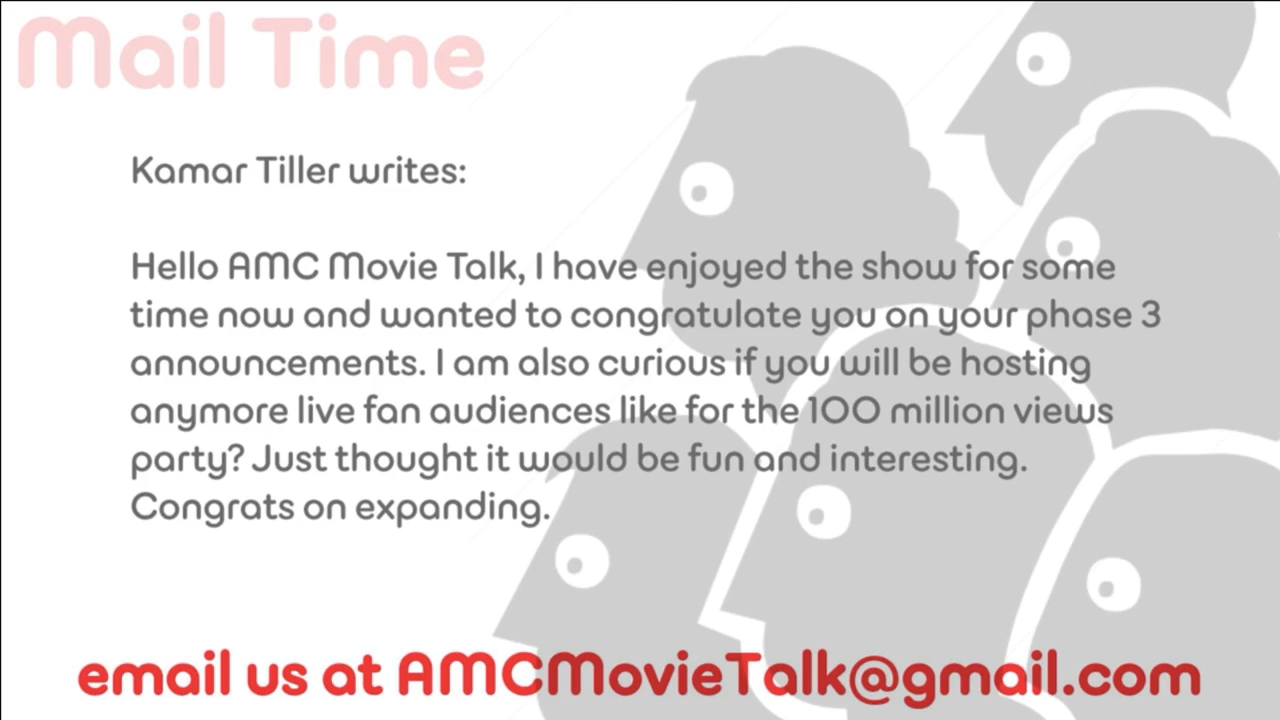 Mail Time
Kamar Tiller writes:
Hello AMC Movie Talk, I have enjoyed the show for some
time now and wanted to congratulate you on your phase 3
announcements. I am also curious if you will be hosting
anymore live fan audiences like for the 100 million views
party? Just thought it would be fun and interesting.
Congrats on expanding.
email us at AMCMovieTalk@gmail.com